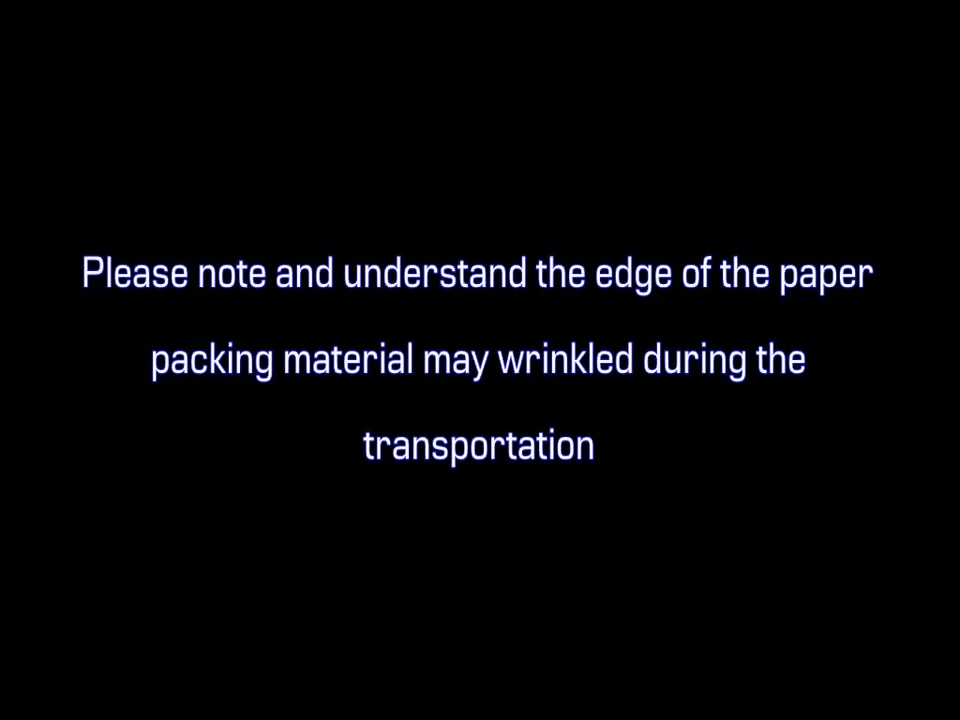 Please note and understand the edge of the paper
packing material may wrinkled during the
transportation